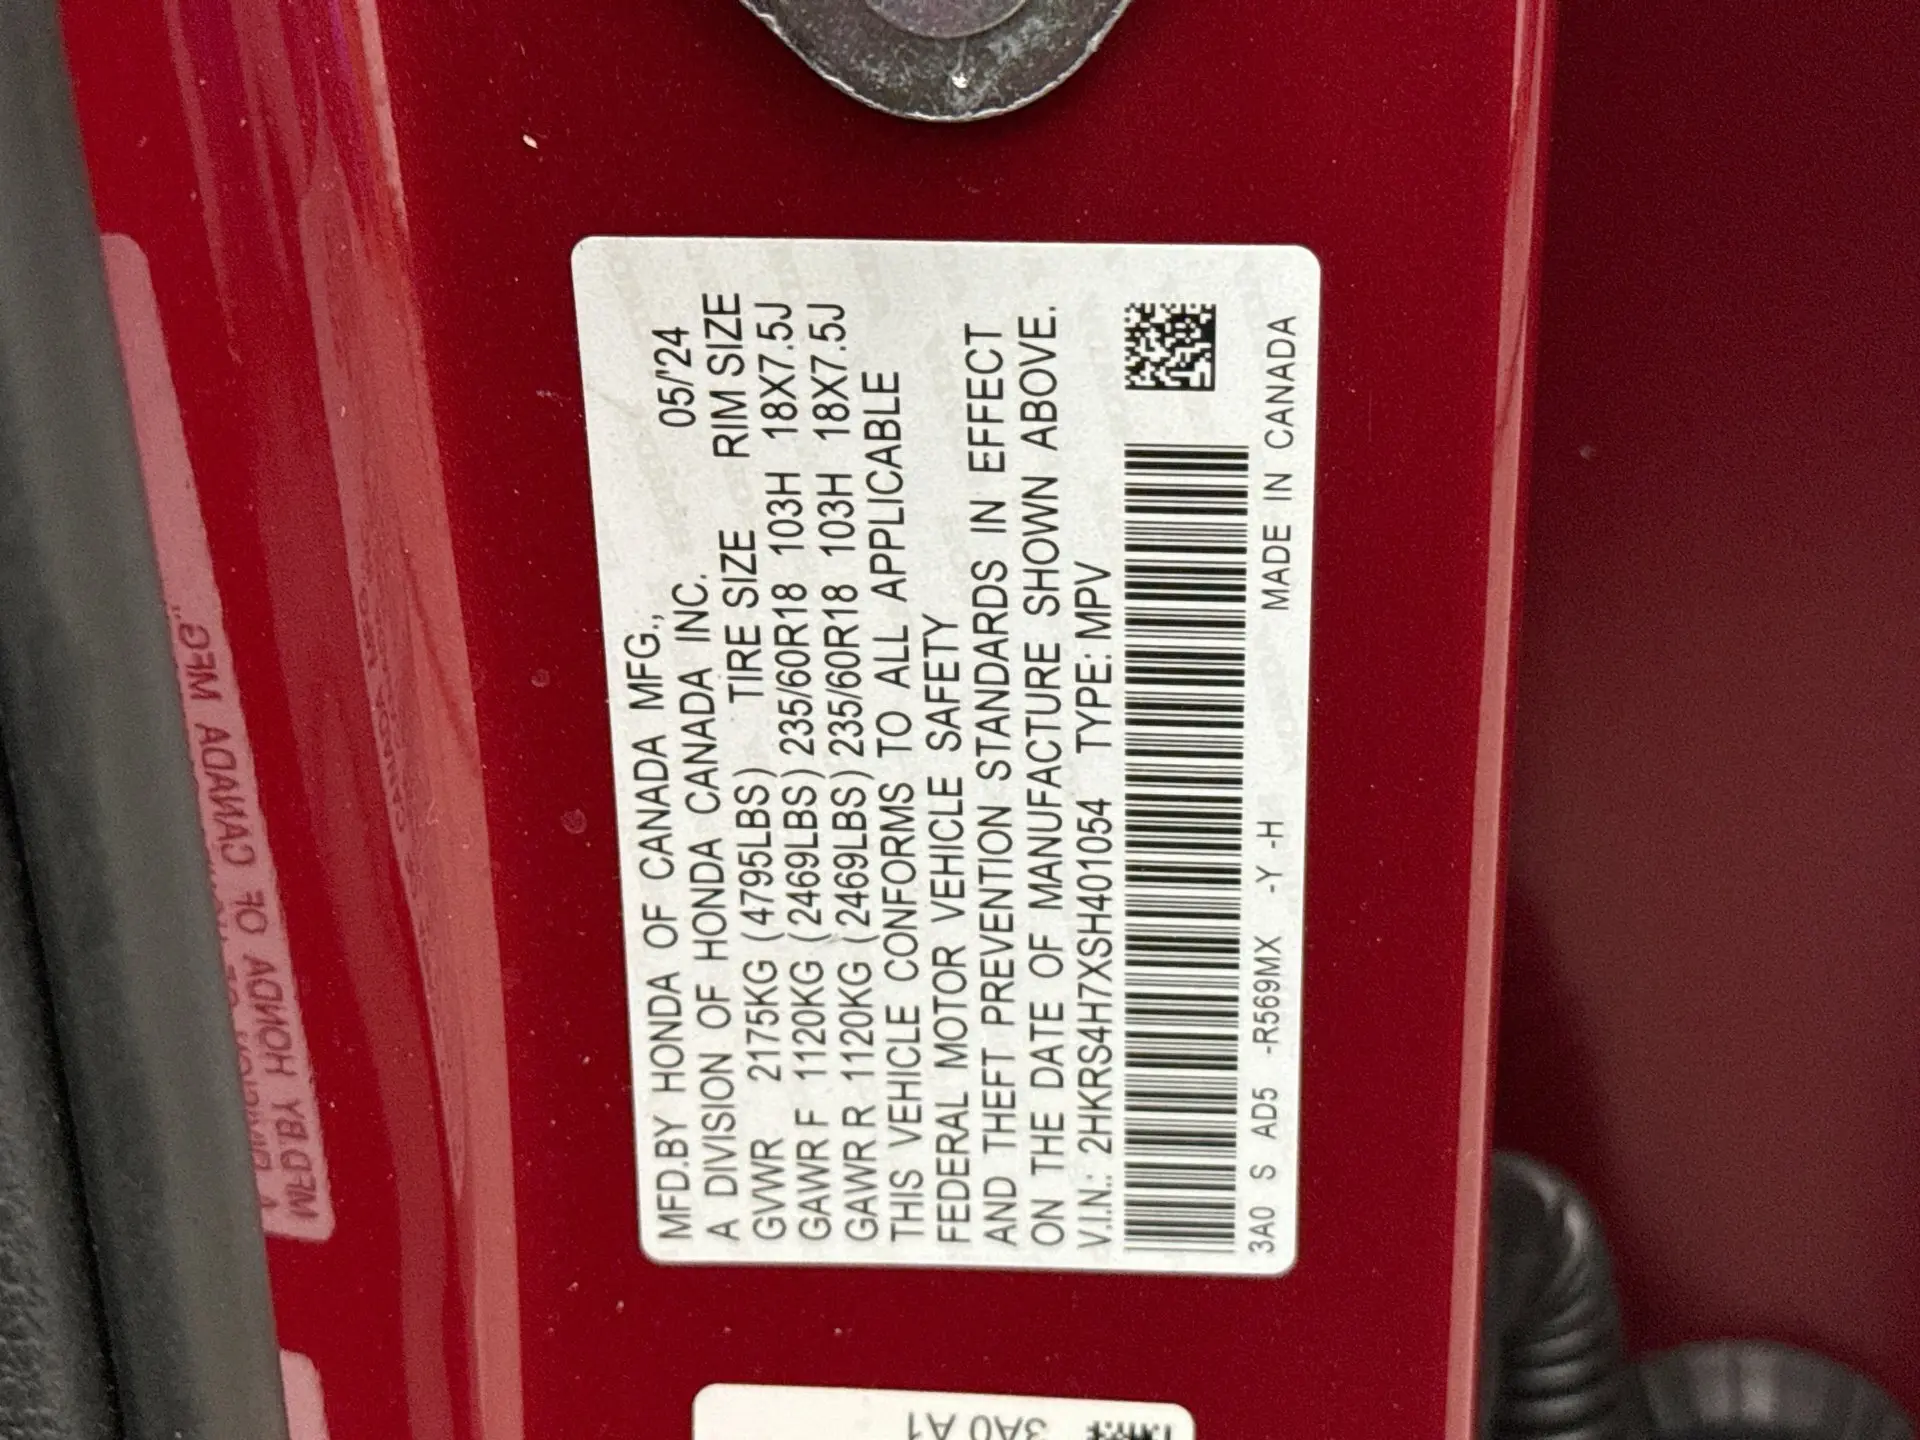 MFD.BY HONDA OF CANADA MFG., 05/'24
A DIVISION OF HONDA CANADA INC.
TIRE SIZE RIM SIZE
GVWR 2175KG (4795LBS)
GAWR F 1120KG (2469LBS) 235/60R18 103H 18X7.5J
GAWR R 1120KG (2469LBS) 235/60R18 103H 18X7.5J
THIS VEHICLE CONFORMS TO ALL APPLICABLE
FEDERAL MOTOR VEHICLE SAFETY
AND THEFT PREVENTION STANDARDS IN EFFECT
ON THE DATE OF MANUFACTURE SHOWN ABOVE.
V.I.N.: 2HKRS4H7XSH401054 TYPE: MPV
3A0 S AD5 -R569MX -Y -H MADE IN CANADA
3A0 A1
MFD.BY HONDA OF CANADA MFG.,